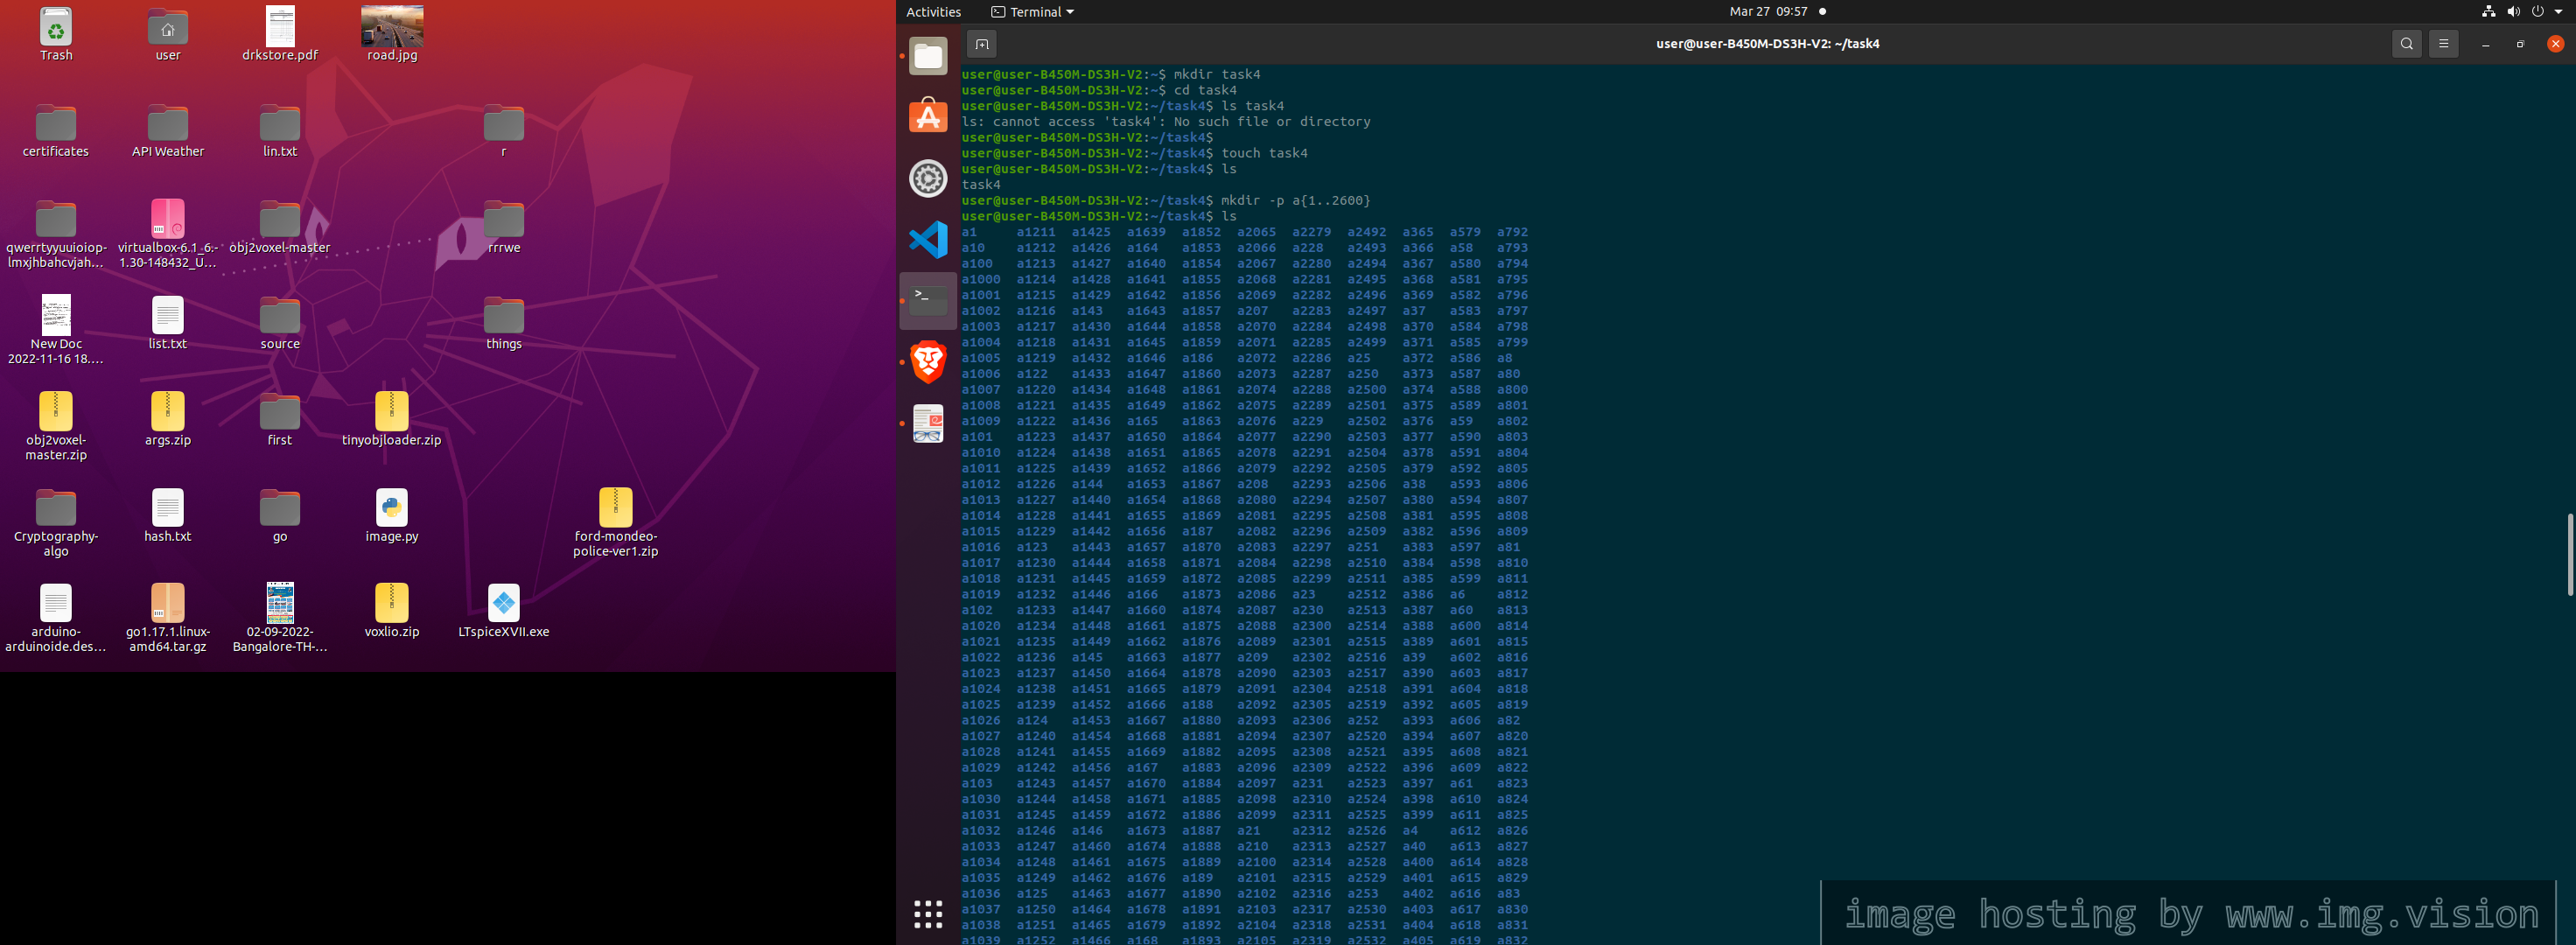 Trash
user
drkstore.pdf
road.jpg
certificates
API Weather
lin.txt
r
qwerrtyyuuioiop-
lmxjhbahcvjah...
virtualbox-6.1_6.-
1.30-148432_U...
obj2voxel-master
rrrwe
New Doc
2022-11-16 18....
list.txt
source
things
obj2voxel-
master.zip
args.zip
first
tinyobjloader.zip
Cryptography-
algo
hash.txt
go
image.py
ford-mondeo-
police-ver1.zip
arduino-
arduinoide.des...
go1.17.1.linux-
amd64.tar.gz
02-09-2022-
Bangalore-TH-...
voxlio.zip
LTspiceXVII.exe
Activities
Terminal
Mar 27 09:57
user@user-B450M-DS3H-V2: ~/task4
user@user-B450M-DS3H-V2:~$ mkdir task4
user@user-B450M-DS3H-V2:~$ cd task4
user@user-B450M-DS3H-V2:~/task4$ ls task4
ls: cannot access 'task4': No such file or directory
user@user-B450M-DS3H-V2:~/task4$
user@user-B450M-DS3H-V2:~/task4$ touch task4
user@user-B450M-DS3H-V2:~/task4$ ls
task4
user@user-B450M-DS3H-V2:~/task4$ mkdir -p a{1..2600}
user@user-B450M-DS3H-V2:~/task4$ ls
a1 a1211 a1425 a1639 a1852 a2065 a2279 a2492 a365 a579 a792
a10 a1212 a1426 a164 a1853 a2066 a228 a2493 a366 a58 a793
a100 a1213 a1427 a1640 a1854 a2067 a2280 a2494 a367 a580 a794
a1000 a1214 a1428 a1641 a1855 a2068 a2281 a2495 a368 a581 a795
a1001 a1215 a1429 a1642 a1856 a2069 a2282 a2496 a369 a582 a796
a1002 a1216 a143 a1643 a1857 a207 a2283 a2497 a37 a583 a797
a1003 a1217 a1430 a1644 a1858 a2070 a2284 a2498 a370 a584 a798
a1004 a1218 a1431 a1645 a1859 a2071 a2285 a2499 a371 a585 a799
a1005 a1219 a1432 a1646 a186 a2072 a2286 a25 a372 a586 a8
a1006 a122 a1433 a1647 a1860 a2073 a2287 a250 a373 a587 a80
a1007 a1220 a1434 a1648 a1861 a2074 a2288 a2500 a374 a588 a800
a1008 a1221 a1435 a1649 a1862 a2075 a2289 a2501 a375 a589 a801
a1009 a1222 a1436 a165 a1863 a2076 a229 a2502 a376 a59 a802
a101 a1223 a1437 a1650 a1864 a2077 a2290 a2503 a377 a590 a803
a1010 a1224 a1438 a1651 a1865 a2078 a2291 a2504 a378 a591 a804
a1011 a1225 a1439 a1652 a1866 a2079 a2292 a2505 a379 a592 a805
a1012 a1226 a144 a1653 a1867 a208 a2293 a2506 a38 a593 a806
a1013 a1227 a1440 a1654 a1868 a2080 a2294 a2507 a380 a594 a807
a1014 a1228 a1441 a1655 a1869 a2081 a2295 a2508 a381 a595 a808
a1015 a1229 a1442 a1656 a187 a2082 a2296 a2509 a382 a596 a809
a1016 a123 a1443 a1657 a1870 a2083 a2297 a251 a383 a597 a81
a1017 a1230 a1444 a1658 a1871 a2084 a2298 a2510 a384 a598 a810
a1018 a1231 a1445 a1659 a1872 a2085 a2299 a2511 a385 a599 a811
a1019 a1232 a1446 a166 a1873 a2086 a23 a2512 a386 a6 a812
a102 a1233 a1447 a1660 a1874 a2087 a230 a2513 a387 a60 a813
a1020 a1234 a1448 a1661 a1875 a2088 a2300 a2514 a388 a600 a814
a1021 a1235 a1449 a1662 a1876 a2089 a2301 a2515 a389 a601 a815
a1022 a1236 a145 a1663 a1877 a209 a2302 a2516 a39 a602 a816
a1023 a1237 a1450 a1664 a1878 a2090 a2303 a2517 a390 a603 a817
a1024 a1238 a1451 a1665 a1879 a2091 a2304 a2518 a391 a604 a818
a1025 a1239 a1452 a1666 a188 a2092 a2305 a2519 a392 a605 a819
a1026 a124 a1453 a1667 a1880 a2093 a2306 a252 a393 a606 a82
a1027 a1240 a1454 a1668 a1881 a2094 a2307 a2520 a394 a607 a820
a1028 a1241 a1455 a1669 a1882 a2095 a2308 a2521 a395 a608 a821
a1029 a1242 a1456 a167 a1883 a2096 a2309 a2522 a396 a609 a822
a103 a1243 a1457 a1670 a1884 a2097 a231 a2523 a397 a61 a823
a1030 a1244 a1458 a1671 a1885 a2098 a2310 a2524 a398 a610 a824
a1031 a1245 a1459 a1672 a1886 a2099 a2311 a2525 a399 a611 a825
a1032 a1246 a146 a1673 a1887 a21 a2312 a2526 a4 a612 a826
a1033 a1247 a1460 a1674 a1888 a210 a2313 a2527 a40 a613 a827
a1034 a1248 a1461 a1675 a1889 a2100 a2314 a2528 a400 a614 a828
a1035 a1249 a1462 a1676 a189 a2101 a2315 a2529 a401 a615 a829
a1036 a125 a1463 a1677 a1890 a2102 a2316 a253 a402 a616 a83
a1037 a1250 a1464 a1678 a1891 a2103 a2317 a2530 a403 a617 a830
a1038 a1251 a1465 a1679 a1892 a2104 a2318 a2531 a404 a618 a831
a1039 a1252 a1466 a168 a1893 a2105 a2319 a2532 a405 a619 a832
image hosting by www.img.vision